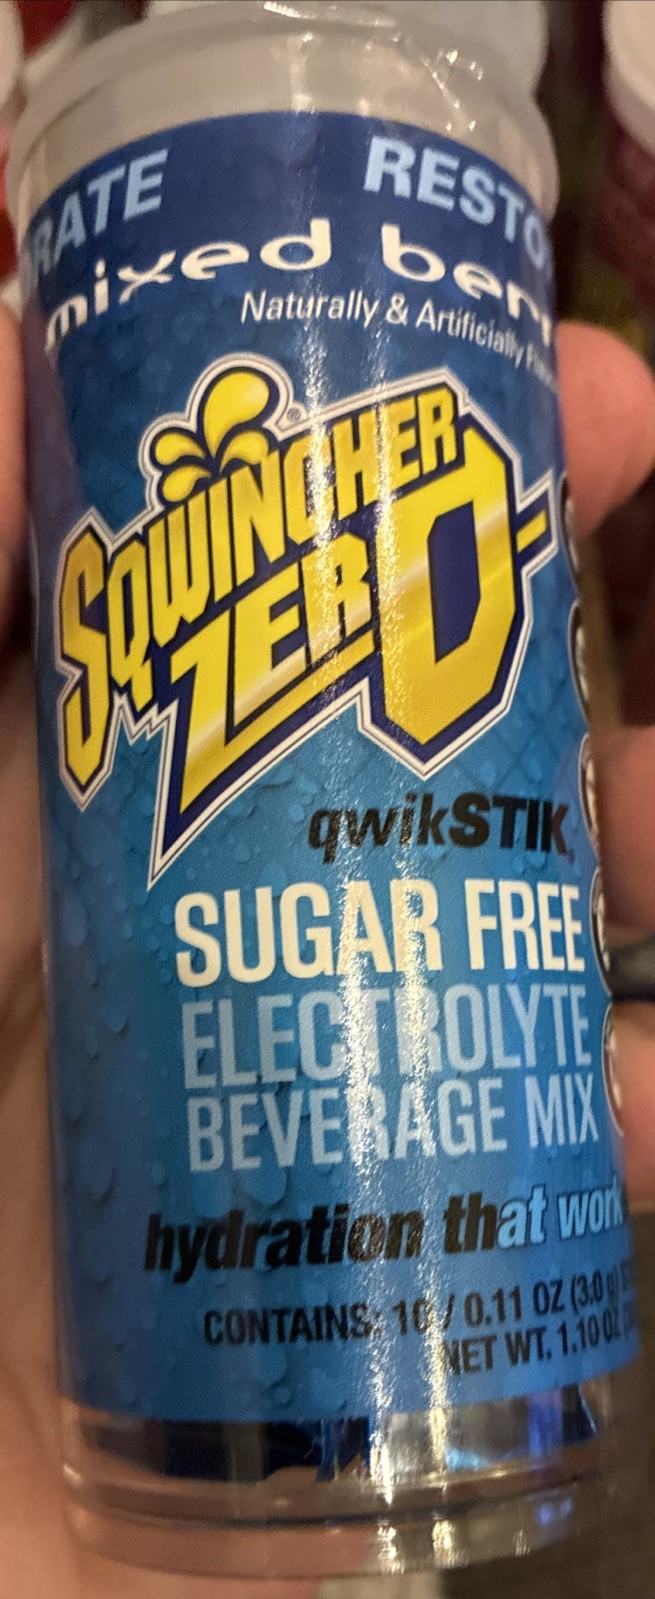 RATE RESTO
mixed berr
Naturally & Artificially
SQWINCHER®
ZERO
qwikSTIK
SUGAR FREE
ELECTROLYTE
BEVERAGE MIX
hydration that work
CONTAINS: 10 / 0.11 OZ (3.0 g)
NET WT. 1.10 OZ